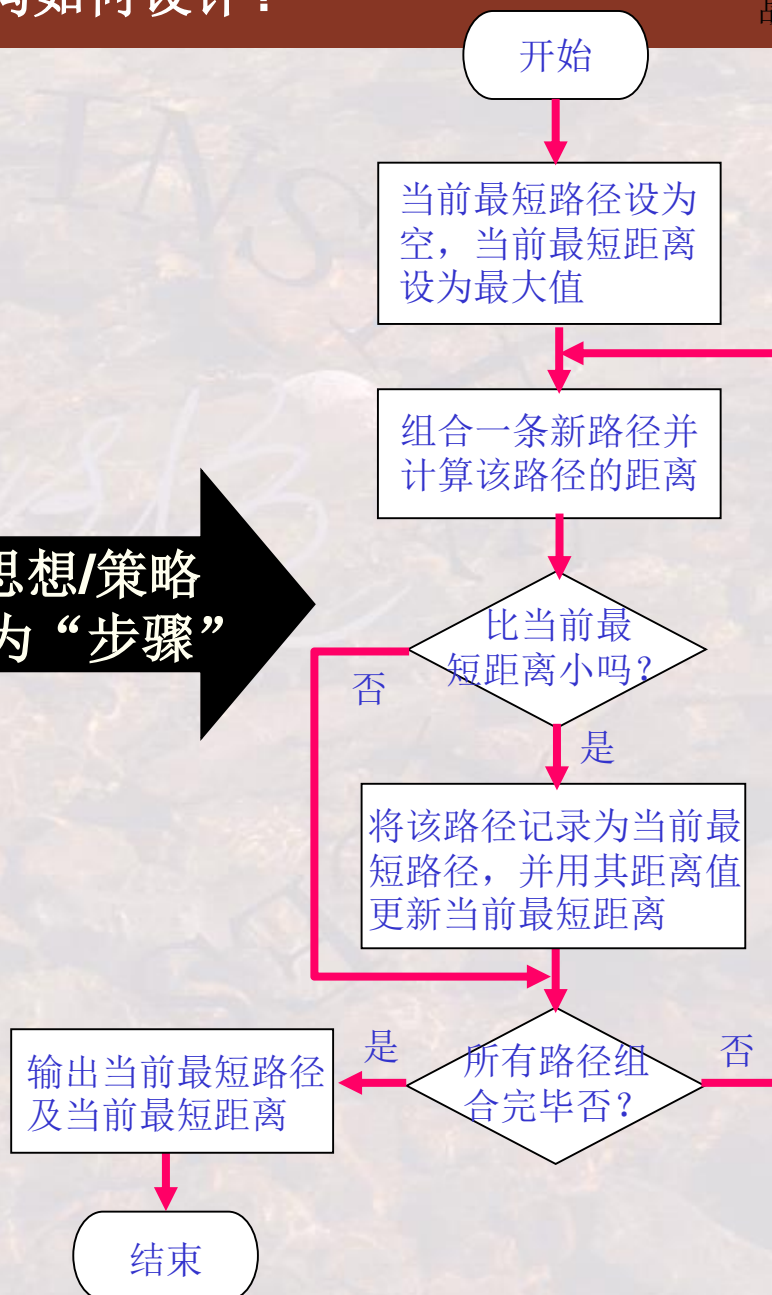 如何设计?
开始
当前最短路径设为
空，当前最短距离
设为最大值
组合一条新路径并
计算该路径的距离
思想/策略
为“步骤”
比当前最
短距离小吗?
否
是
将该路径记录为当前最
短路径，并用其距离值
更新当前最短距离
是
所有路径组
合完毕否?
否
输出当前最短路径
及当前最短距离
结束